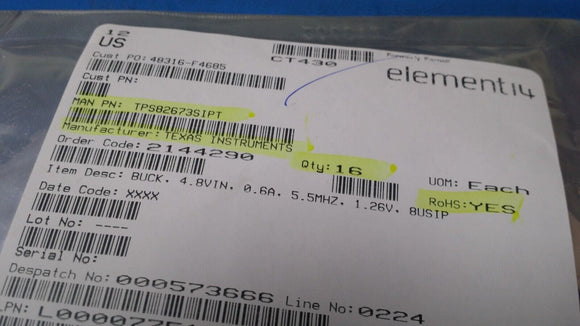 12
US
CT430
element14
Cust PO: 48316-F4685
Cust PN:
MAN PN: TPS82673SIPT
Manufacturer: TEXAS INSTRUMENTS
Order Code: 2144290
Qty: 16
UOM: Each
Item Desc: BUCK, 4.8VIN, 0.6A, 5.5MHZ, 1.26V, 8USIP
RoHS: YES
Date Code: XXXX
Lot No: ----
Serial No:
Despatch No: 000573666 Line No: 0224